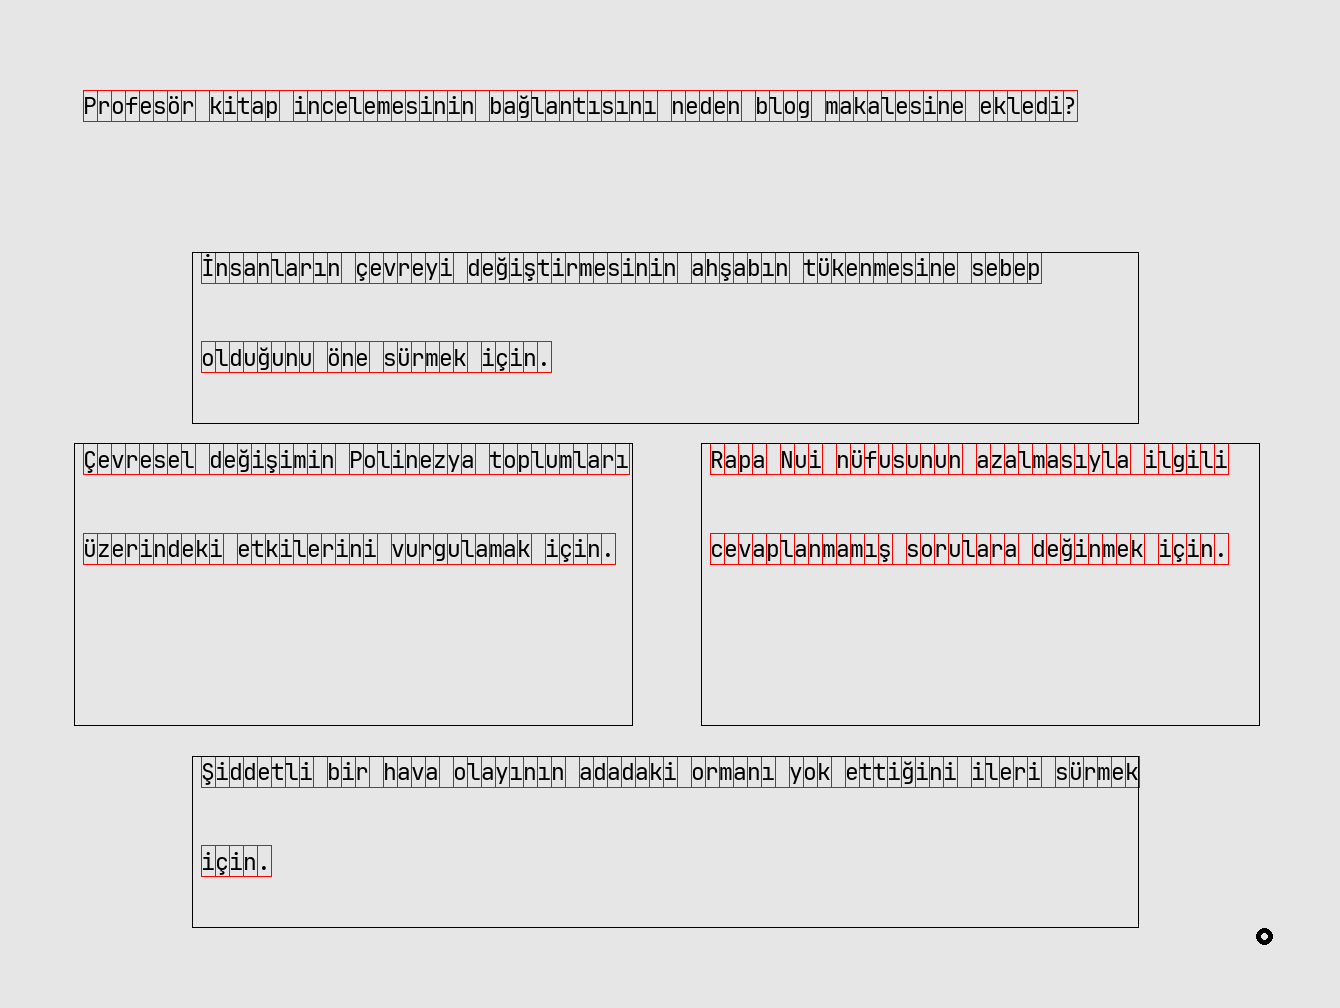 Profesör kitap incelemesinin bağlantısını neden blog makalesine ekledi?
İnsanların çevreyi değiştirmesinin ahşabın tükenmesine sebep
olduğunu öne sürmek için.
Çevresel değişimin Polinezya toplumları
üzerindeki etkilerini vurgulamak için.
Rapa Nui nüfusunun azalmasıyla ilgili
cevaplanmamış sorulara değinmek için.
Şiddetli bir hava olayının adadaki ormanı yok ettiğini ileri sürmek
için.